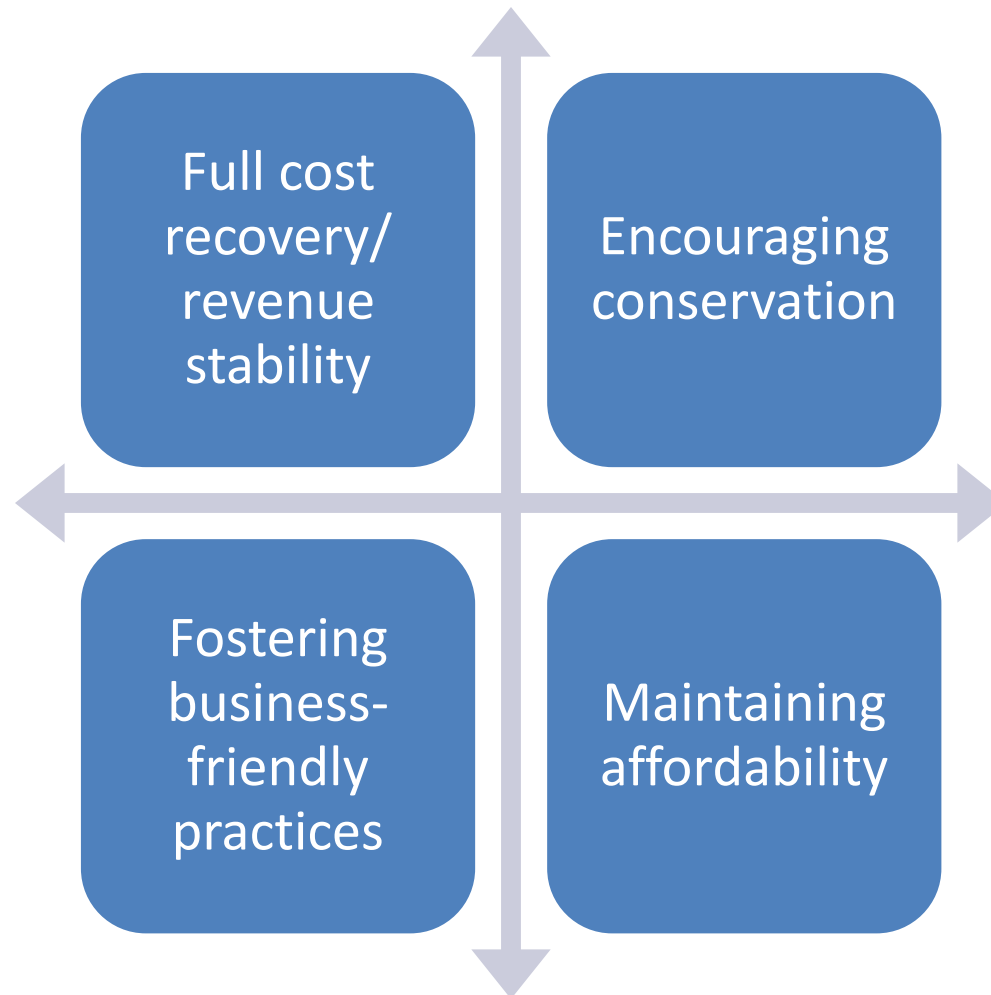 Full cost
recovery/
revenue
stability
Encouraging
conservation
Fostering
business-
friendly
practices
Maintaining
affordability